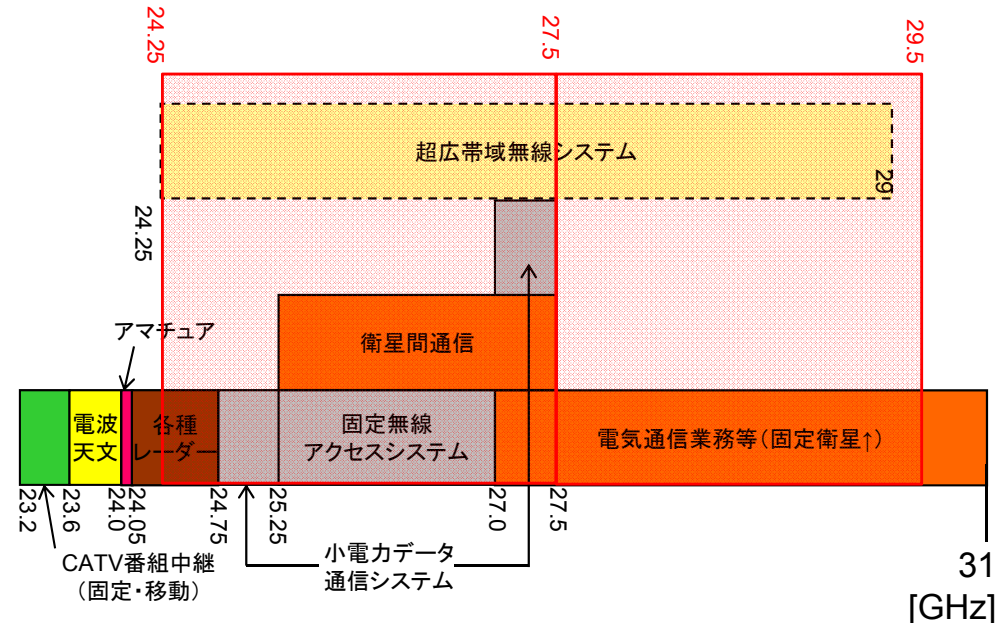 24.25
27.5
29.5
超広帯域無線システム
29
24.25
アマチュア
衛星間通信
電波
天文
各種
レーダー
固定無線
アクセスシステム
電気通信業務等(固定衛星↑)
23.2
23.6
24.0
24.05
24.75
25.25
27.0
27.5
CATV番組中継
(固定・移動)
小電力データ
通信システム
31
[GHz]